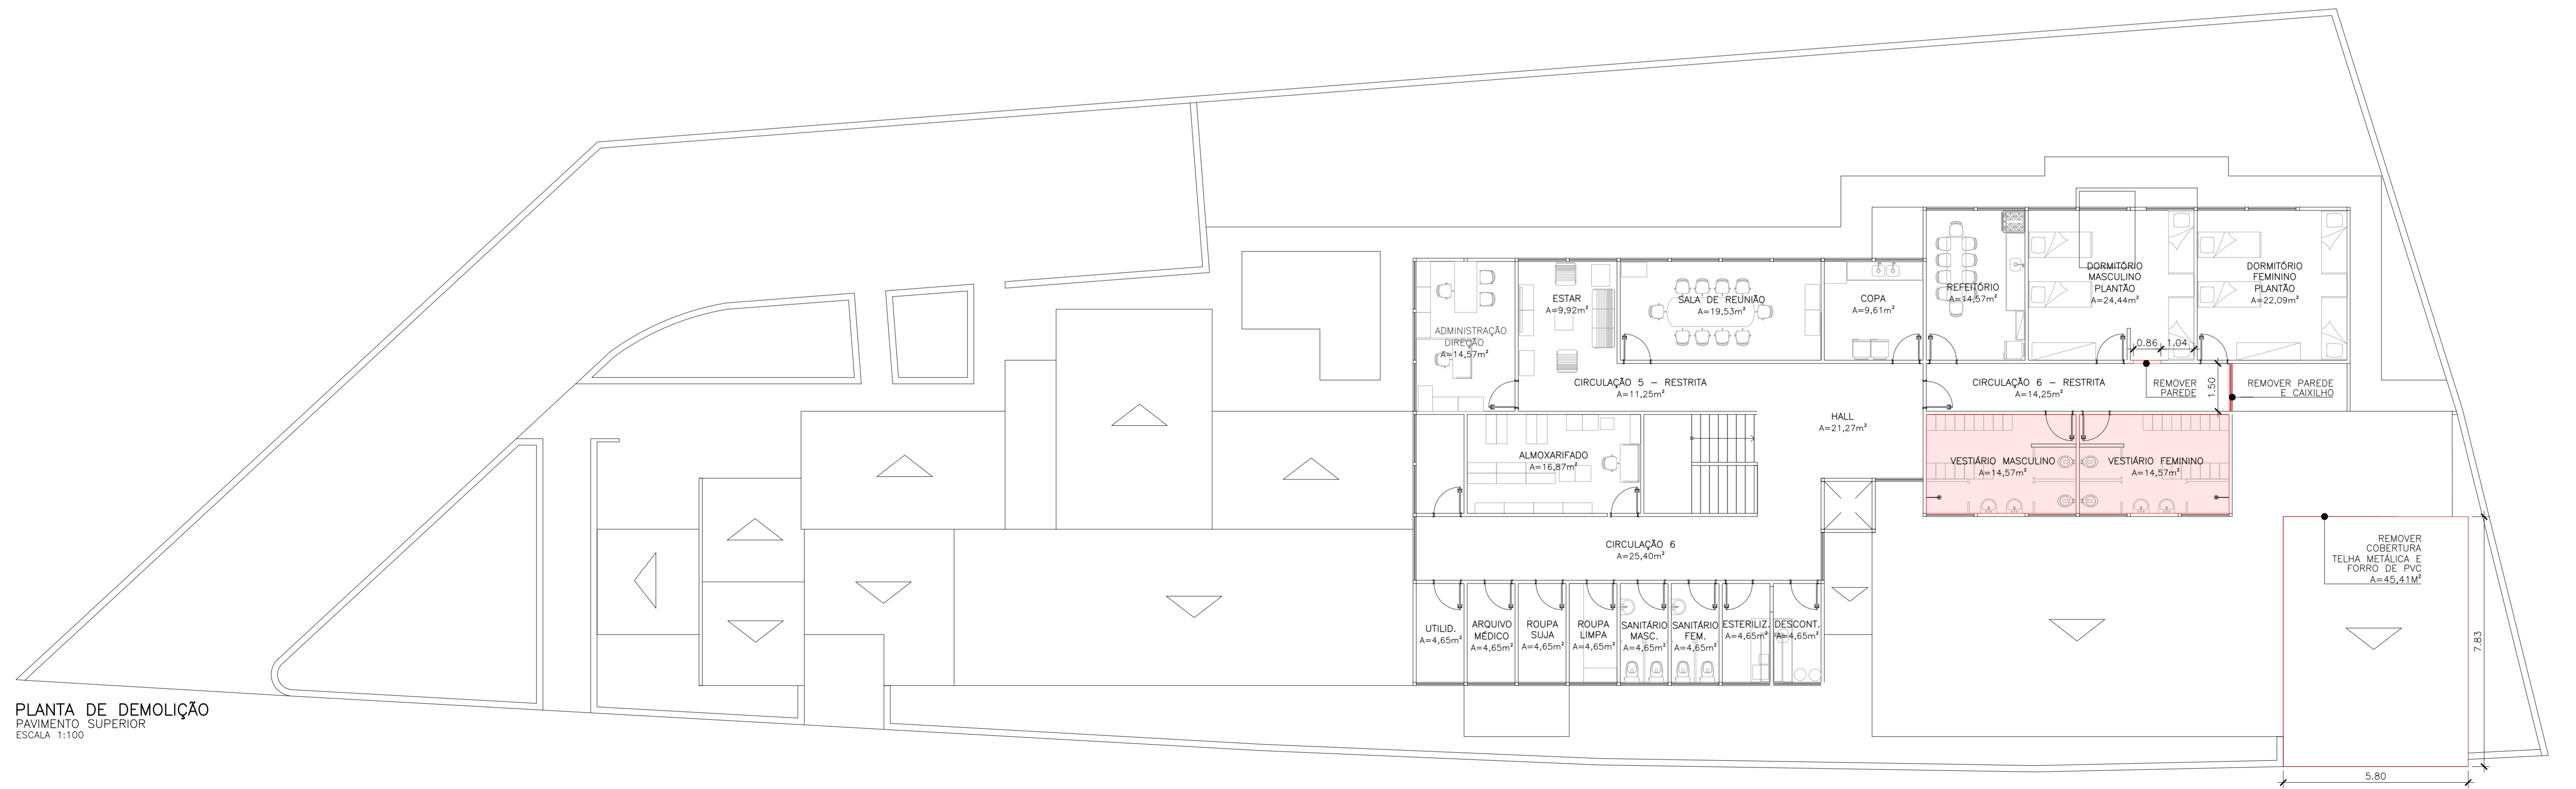 DORMITÓRIO
MASCULINO
PLANTÃO
A=24,44m²
DORMITÓRIO
FEMININO
PLANTÃO
A=22,09m²
REFEITÓRIO
A=14,57m²
ESTAR
A=9,92m²
SALA DE REUNIÃO
A=19,53m²
COPA
A=9,61m²
ADMINISTRAÇÃO
DIREÇÃO
A=14,57m²
0.86
1.04
CIRCULAÇÃO 5 – RESTRITA
A=11,25m²
CIRCULAÇÃO 6 – RESTRITA
A=14,25m²
REMOVER
PAREDE
1.50
REMOVER PAREDE
E CAIXILHO
HALL
A=21,27m²
ALMOXARIFADO
A=16,87m²
VESTIÁRIO MASCULINO
A=14,57m²
VESTIÁRIO FEMININO
A=14,57m²
CIRCULAÇÃO 6
A=25,40m²
REMOVER
COBERTURA
TELHA METÁLICA E
FORRO DE PVC
A=45,41M²
UTILID.
A=4,65m²
ARQUIVO
MÉDICO
A=4,65m²
ROUPA
SUJA
A=4,65m²
ROUPA
LIMPA
A=4,65m²
SANITÁRIO
MASC.
A=4,65m²
SANITÁRIO
FEM.
A=4,65m²
ESTERILIZ.
A=4,65m²
DESCONT.
A=4,65m²
7.83
5.80
PLANTA DE DEMOLIÇÃO
PAVIMENTO SUPERIOR
ESCALA 1:100